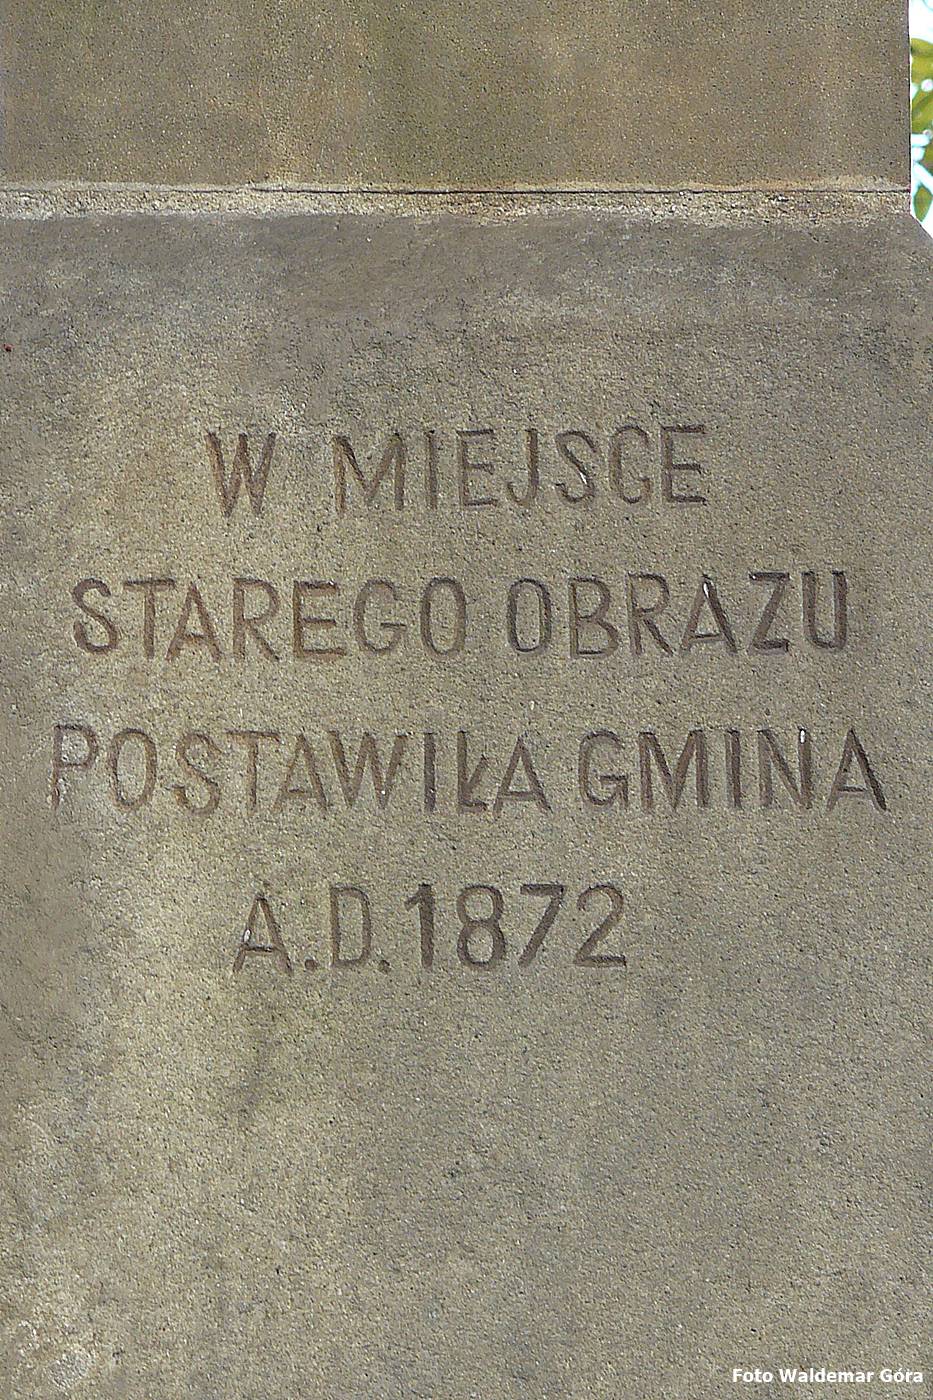 W MIEJSCE
STAREGO OBRAZU
POSTAWIŁA GMINA
A.D. 1872
Foto Waldemar Góra